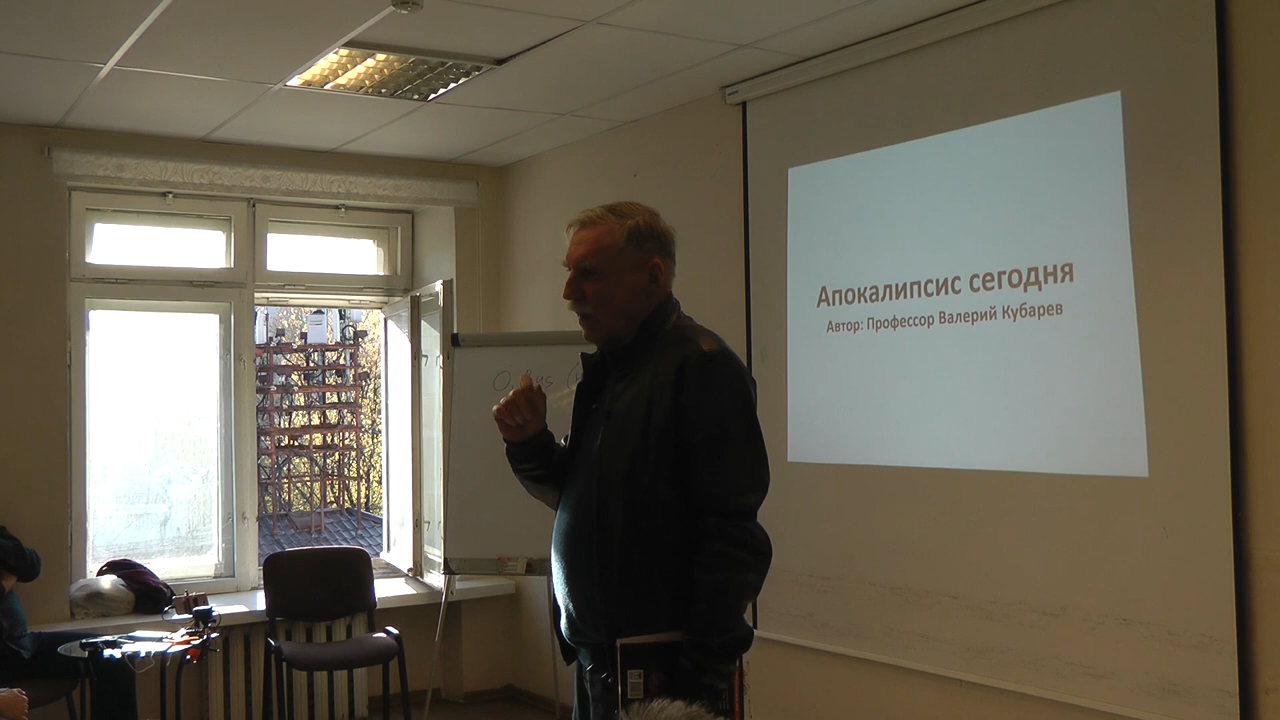 Апокалипсис сегодня
Автор: Профессор Валерий Кубарев